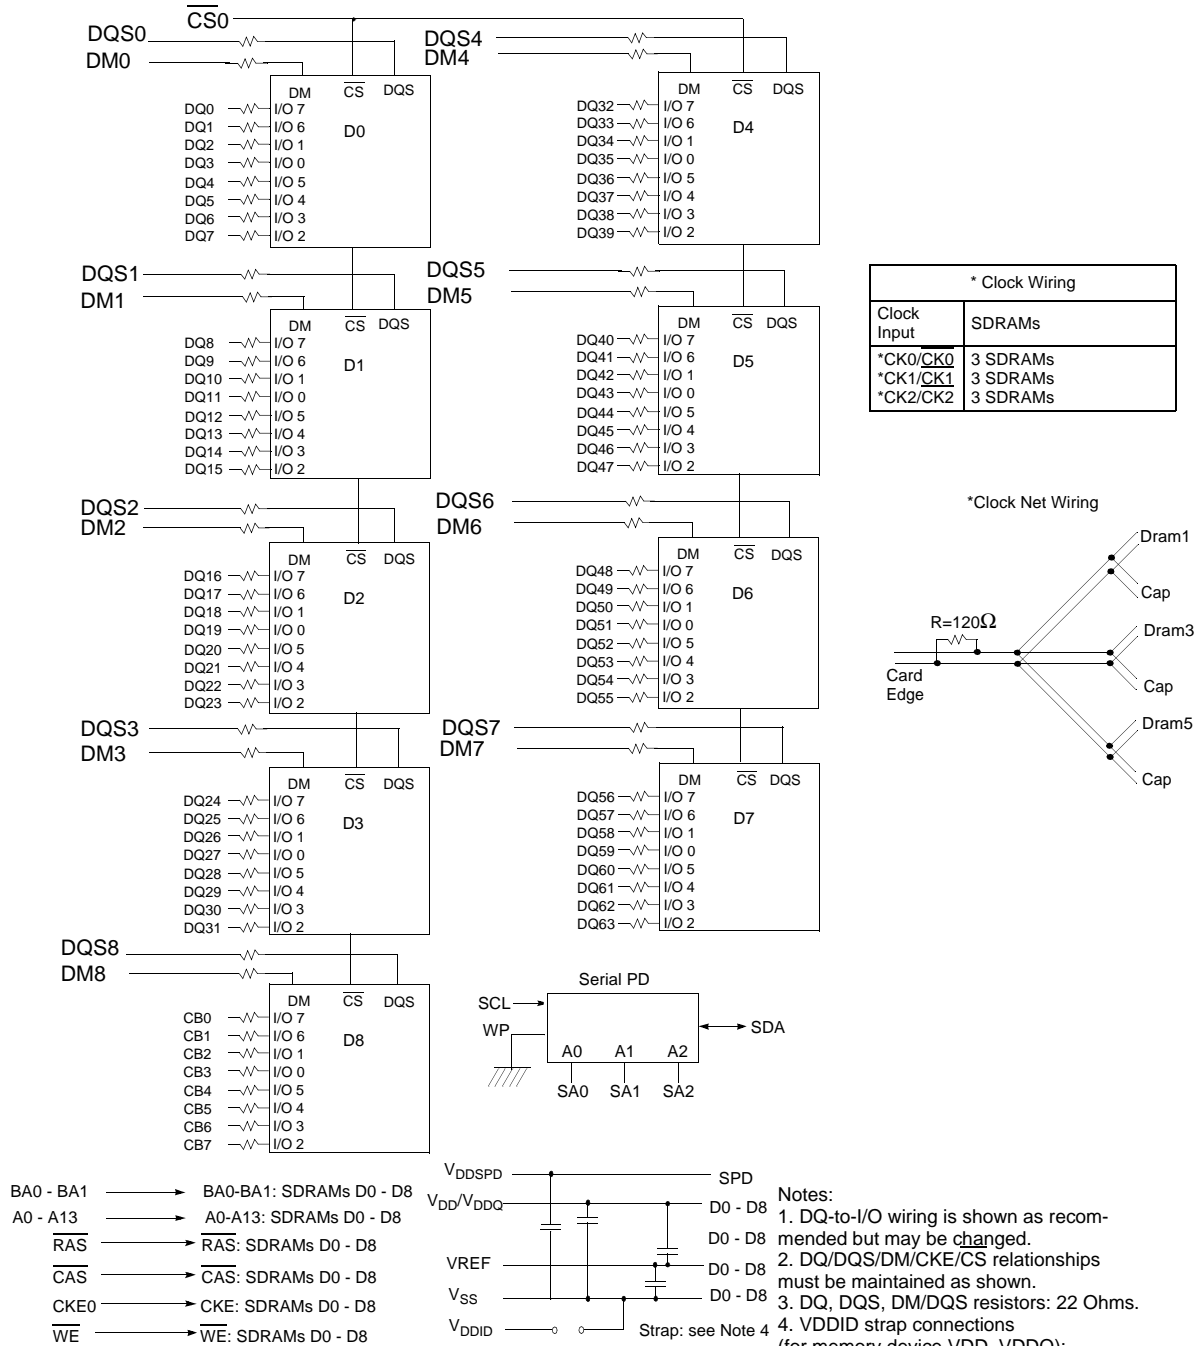 CS0
DQS0
DM0
DM CS DQS
D0
DQ0 I/O 7
DQ1 I/O 6
DQ2 I/O 1
DQ3 I/O 0
DQ4 I/O 5
DQ5 I/O 4
DQ6 I/O 3
DQ7 I/O 2
DQS4
DM4
DM CS DQS
D4
DQ32 I/O 7
DQ33 I/O 6
DQ34 I/O 1
DQ35 I/O 0
DQ36 I/O 5
DQ37 I/O 4
DQ38 I/O 3
DQ39 I/O 2
DQS1
DM1
DM CS DQS
D1
DQ8 I/O 7
DQ9 I/O 6
DQ10 I/O 1
DQ11 I/O 0
DQ12 I/O 5
DQ13 I/O 4
DQ14 I/O 3
DQ15 I/O 2
DQS5
DM5
DM CS DQS
D5
DQ40 I/O 7
DQ41 I/O 6
DQ42 I/O 1
DQ43 I/O 0
DQ44 I/O 5
DQ45 I/O 4
DQ46 I/O 3
DQ47 I/O 2
* Clock Wiring
Clock Input SDRAMs
*CK0/CK0 3 SDRAMs
*CK1/CK1 3 SDRAMs
*CK2/CK2 3 SDRAMs
DQS2
DM2
DM CS DQS
D2
DQ16 I/O 7
DQ17 I/O 6
DQ18 I/O 1
DQ19 I/O 0
DQ20 I/O 5
DQ21 I/O 4
DQ22 I/O 3
DQ23 I/O 2
DQS6
DM6
DM CS DQS
D6
DQ48 I/O 7
DQ49 I/O 6
DQ50 I/O 1
DQ51 I/O 0
DQ52 I/O 5
DQ53 I/O 4
DQ54 I/O 3
DQ55 I/O 2
*Clock Net Wiring
Dram1
Cap
R=120Ω
Dram3
Card
Edge
Cap
Dram5
Cap
DQS3
DM3
DM CS DQS
D3
DQ24 I/O 7
DQ25 I/O 6
DQ26 I/O 1
DQ27 I/O 0
DQ28 I/O 5
DQ29 I/O 4
DQ30 I/O 3
DQ31 I/O 2
DQS7
DM7
DM CS DQS
D7
DQ56 I/O 7
DQ57 I/O 6
DQ58 I/O 1
DQ59 I/O 0
DQ60 I/O 5
DQ61 I/O 4
DQ62 I/O 3
DQ63 I/O 2
DQS8
DM8
DM CS DQS
D8
CB0 I/O 7
CB1 I/O 6
CB2 I/O 1
CB3 I/O 0
CB4 I/O 5
CB5 I/O 4
CB6 I/O 3
CB7 I/O 2
Serial PD
SCL
WP
SDA
A0 A1 A2
SA0 SA1 SA2
BA0 - BA1 BA0-BA1: SDRAMs D0 - D8
A0 - A13 A0-A13: SDRAMs D0 - D8
RAS RAS: SDRAMs D0 - D8
CAS CAS: SDRAMs D0 - D8
CKE0 CKE: SDRAMs D0 - D8
WE WE: SDRAMs D0 - D8
VDDSPD SPD
VDD/VDDQ D0 - D8
D0 - D8
VREF D0 - D8
VSS D0 - D8
VDDID Strap: see Note 4
Notes:
1. DQ-to-I/O wiring is shown as recom-
mended but may be changed.
2. DQ/DQS/DM/CKE/CS relationships
must be maintained as shown.
3. DQ, DQS, DM/DQS resistors: 22 Ohms.
4. VDDID strap connections
(for memory device VDD, VDDQ):